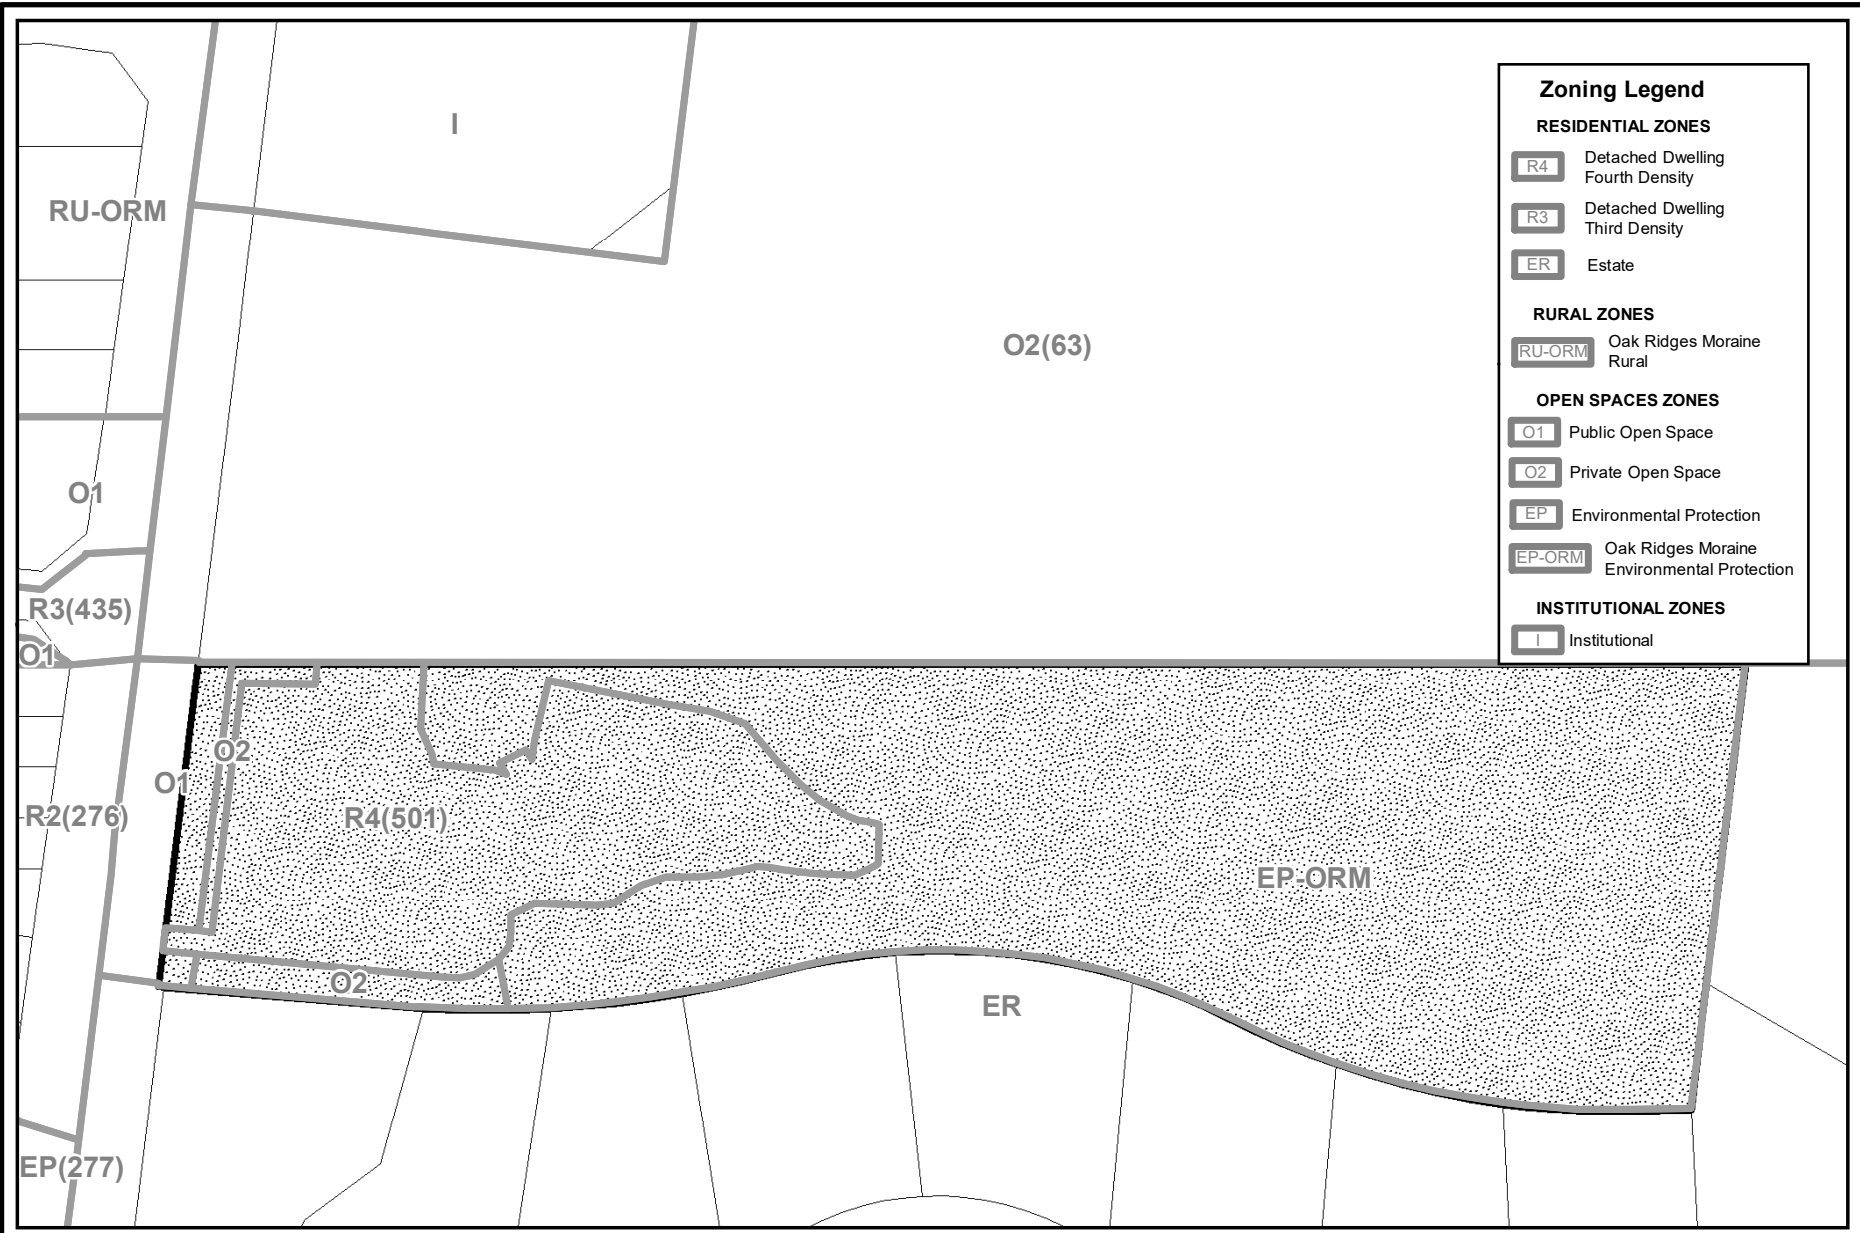 I
RU-ORM
O2(63)
O1
R3(435)
O1
O2
O1
R2(276)
R4(501)
EP-ORM
O2
ER
EP(277)
Zoning Legend
RESIDENTIAL ZONES
R4 Detached Dwelling
Fourth Density
R3 Detached Dwelling
Third Density
ER Estate
RURAL ZONES
RU-ORM Oak Ridges Moraine
Rural
OPEN SPACES ZONES
O1 Public Open Space
O2 Private Open Space
EP Environmental Protection
EP-ORM Oak Ridges Moraine
Environmental Protection
INSTITUTIONAL ZONES
I Institutional